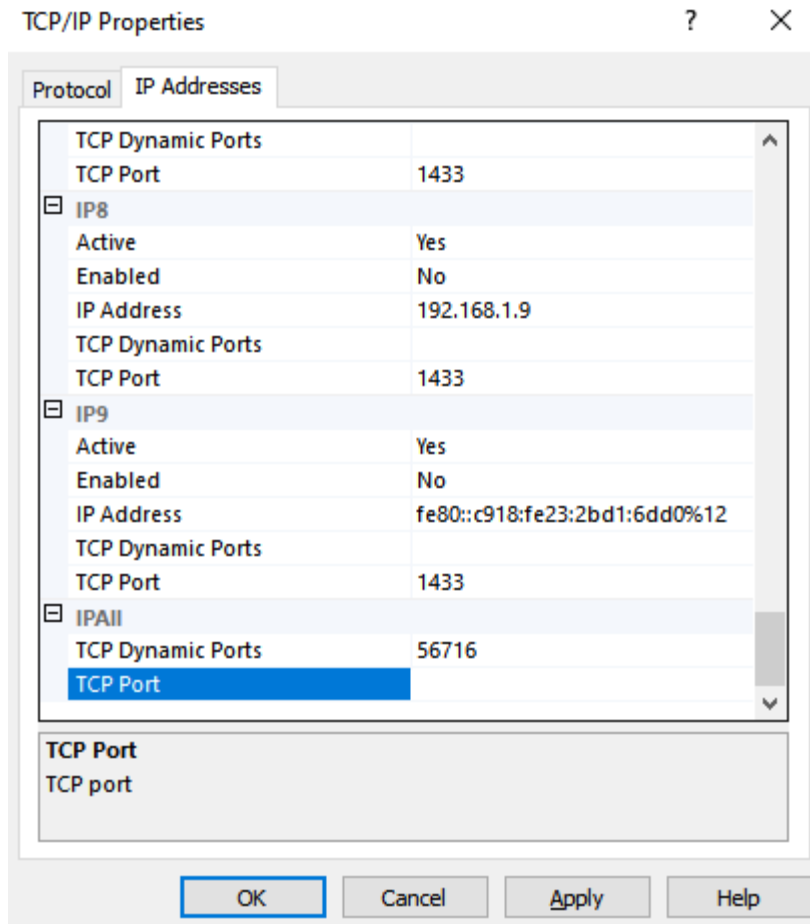 TCP/IP Properties ? ×
Protocol IP Addresses
TCP Dynamic Ports
TCP Port 1433
IP8
Active Yes
Enabled No
IP Address 192.168.1.9
TCP Dynamic Ports
TCP Port 1433
IP9
Active Yes
Enabled No
IP Address fe80::c918:fe23:2bd1:6dd0%12
TCP Dynamic Ports
TCP Port 1433
IPAll
TCP Dynamic Ports 56716
TCP Port
TCP Port
TCP port
OK Cancel Apply Help